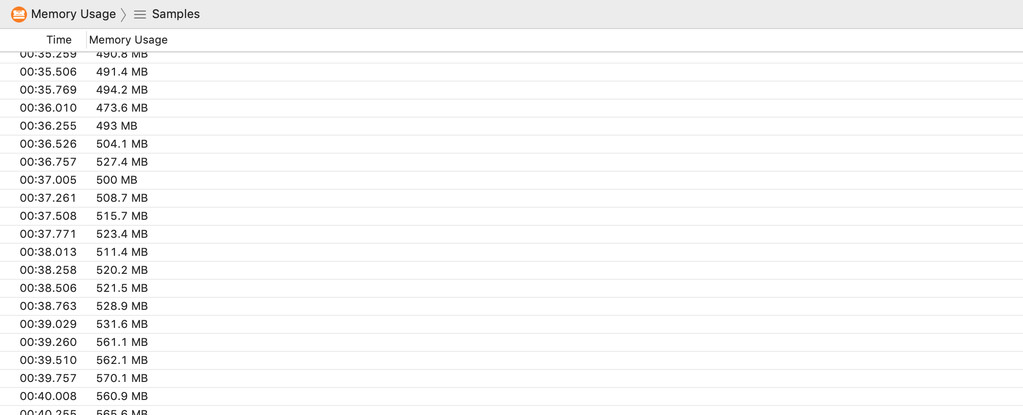 Memory Usage Samples
Time Memory Usage
00:35.259 490.8 MB
00:35.506 491.4 MB
00:35.769 494.2 MB
00:36.010 473.6 MB
00:36.255 493 MB
00:36.526 504.1 MB
00:36.757 527.4 MB
00:37.005 500 MB
00:37.261 508.7 MB
00:37.508 515.7 MB
00:37.771 523.4 MB
00:38.013 511.4 MB
00:38.258 520.2 MB
00:38.506 521.5 MB
00:38.763 528.9 MB
00:39.029 531.6 MB
00:39.260 561.1 MB
00:39.510 562.1 MB
00:39.757 570.1 MB
00:40.008 560.9 MB
00:40.255 565.6 MB